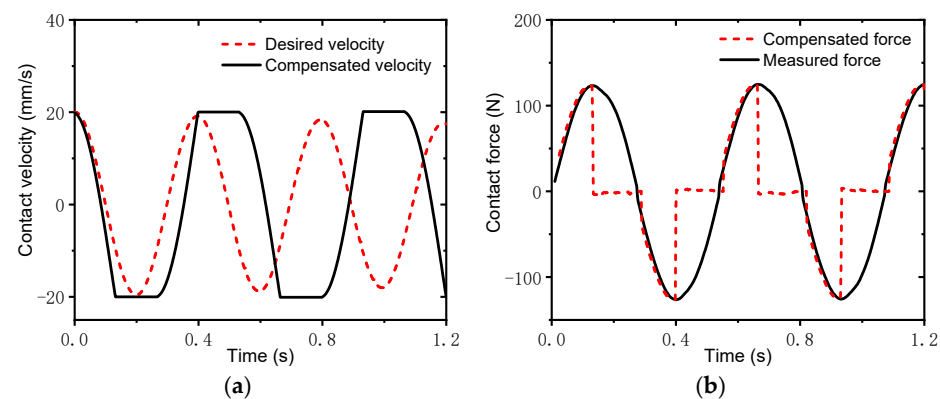 40
20
0
-20
0.0
0.4
0.8
1.2
Contact velocity (mm/s)
Time (s)
Desired velocity
Compensated velocity
(a)
200
100
0
-100
0.0
0.4
0.8
1.2
Contact force (N)
Time (s)
Compensated force
Measured force
(b)